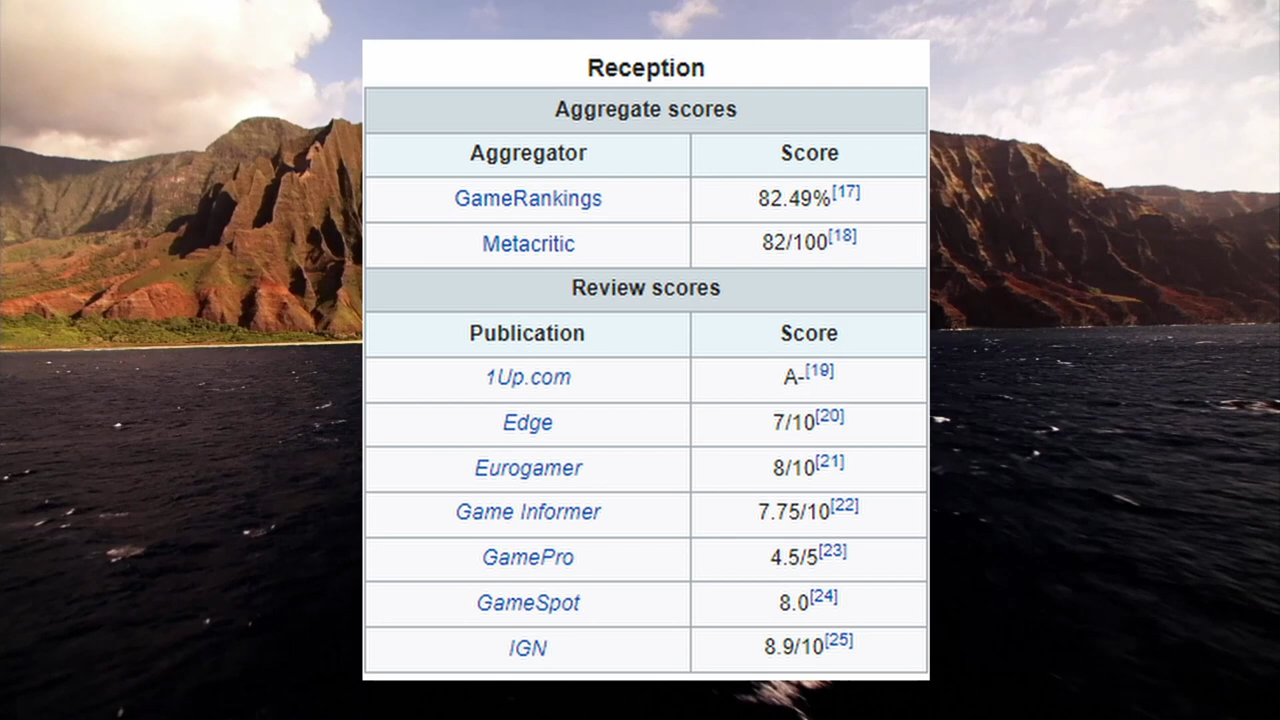 Reception
Aggregate scores
Aggregator Score
GameRankings 82.49%[17]
Metacritic 82/100[18]
Review scores
Publication Score
1Up.com A-[19]
Edge 7/10[20]
Eurogamer 8/10[21]
Game Informer 7.75/10[22]
GamePro 4.5/5[23]
GameSpot 8.0[24]
IGN 8.9/10[25]